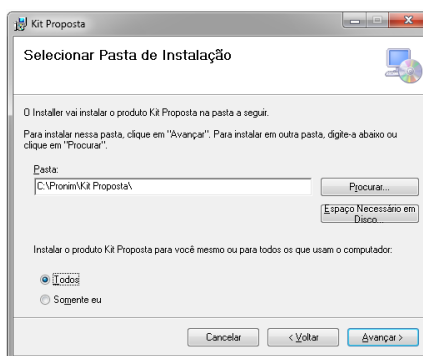 Kit Proposta
Selecionar Pasta de Instalação
O Installer vai instalar o produto Kit Proposta na pasta a seguir.
Para instalar nessa pasta, clique em "Avançar". Para instalar em outra pasta, digite-a abaixo ou
clique em "Procurar".
Pasta:
C:\Pronim\Kit Proposta\
Procurar...
Espaço Necessário em
Disco...
Instalar o produto Kit Proposta para você mesmo ou para todos os que usam o computador:
Todos
Somente eu
Cancelar
< Voltar
Avançar >